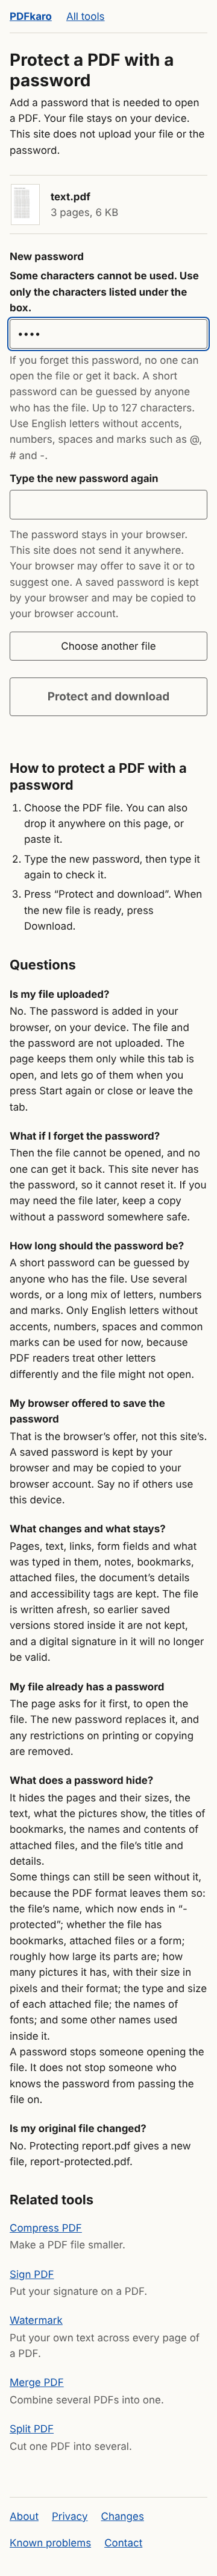 PDFkaro All tools
Protect a PDF with a
password
Add a password that is needed to open
a PDF. Your file stays on your device.
This site does not upload your file or the
password.
text.pdf
3 pages, 6 KB
New password
Some characters cannot be used. Use
only the characters listed under the
box.
••••
If you forget this password, no one can
open the file or get it back. A short
password can be guessed by anyone
who has the file. Up to 127 characters.
Use English letters without accents,
numbers, spaces and marks such as @,
# and -.
Type the new password again
The password stays in your browser.
This site does not send it anywhere.
Your browser may offer to save it or to
suggest one. A saved password is kept
by your browser and may be copied to
your browser account.
Choose another file
Protect and download
How to protect a PDF with a
password
1. Choose the PDF file. You can also
drop it anywhere on this page, or
paste it.
2. Type the new password, then type it
again to check it.
3. Press “Protect and download”. When
the new file is ready, press
Download.
Questions
Is my file uploaded?
No. The password is added in your
browser, on your device. The file and
the password are not uploaded. The
page keeps them only while this tab is
open, and lets go of them when you
press Start again or close or leave the
tab.
What if I forget the password?
Then the file cannot be opened, and no
one can get it back. This site never has
the password, so it cannot reset it. If you
may need the file later, keep a copy
without a password somewhere safe.
How long should the password be?
A short password can be guessed by
anyone who has the file. Use several
words, or a long mix of letters, numbers
and marks. Only English letters without
accents, numbers, spaces and common
marks can be used for now, because
PDF readers treat other letters
differently and the file might not open.
My browser offered to save the
password
That is the browser’s offer, not this site’s.
A saved password is kept by your
browser and may be copied to your
browser account. Say no if others use
this device.
What changes and what stays?
Pages, text, links, form fields and what
was typed in them, notes, bookmarks,
attached files, the document’s details
and accessibility tags are kept. The file
is written afresh, so earlier saved
versions stored inside it are not kept,
and a digital signature in it will no longer
be valid.
My file already has a password
The page asks for it first, to open the
file. The new password replaces it, and
any restrictions on printing or copying
are removed.
What does a password hide?
It hides the pages and their sizes, the
text, what the pictures show, the titles of
bookmarks, the names and contents of
attached files, and the file’s title and
details.
Some things can still be seen without it,
because the PDF format leaves them so:
the file’s name, which now ends in “-
protected”; whether the file has
bookmarks, attached files or a form;
roughly how large its parts are; how
many pictures it has, with their size in
pixels and their format; the type and size
of each attached file; the names of
fonts; and some other names used
inside it.
A password stops someone opening the
file. It does not stop someone who
knows the password from passing the
file on.
Is my original file changed?
No. Protecting report.pdf gives a new
file, report-protected.pdf.
Related tools
Compress PDF
Make a PDF file smaller.
Sign PDF
Put your signature on a PDF.
Watermark
Put your own text across every page of
a PDF.
Merge PDF
Combine several PDFs into one.
Split PDF
Cut one PDF into several.
About Privacy Changes
Known problems Contact